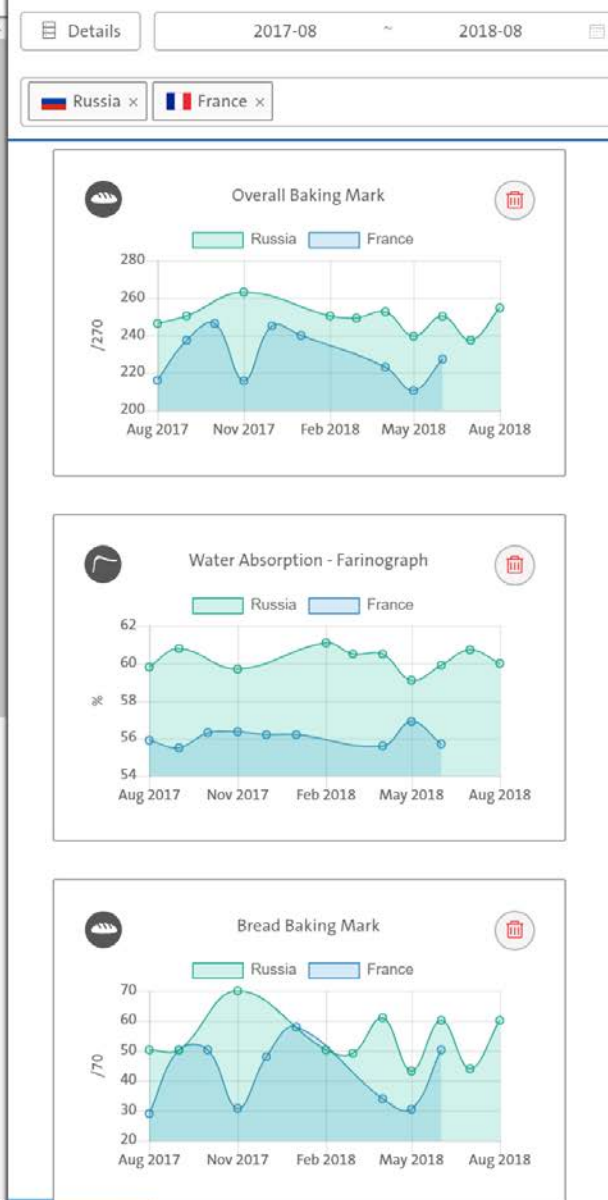 Details 2017-08 ~ 2018-08
Russia × France ×
Overall Baking Mark
Russia France
280
260
240
220
200
/270
Aug 2017 Nov 2017 Feb 2018 May 2018 Aug 2018
Water Absorption - Farinograph
Russia France
62
60
58
56
54
%
Aug 2017 Nov 2017 Feb 2018 May 2018 Aug 2018
Bread Baking Mark
Russia France
70
60
50
40
30
20
/70
Aug 2017 Nov 2017 Feb 2018 May 2018 Aug 2018